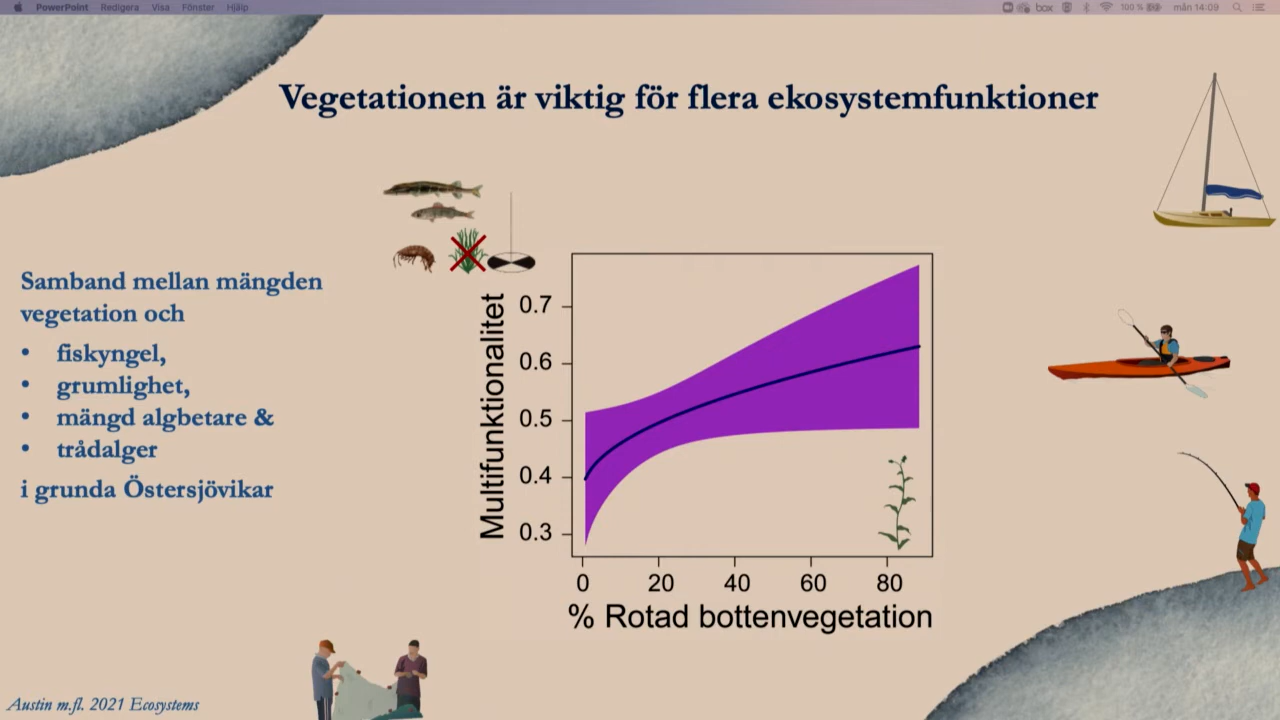 PowerPoint Redigera Visa Fönster Hjälp
box 100 % mån 14:09
Vegetationen är viktig för flera ekosystemfunktioner
Samband mellan mängden
vegetation och
• fiskyngel,
• grumlighet,
• mängd algbetare &
• trådalger
i grunda Östersjövikar
Multifunktionalitet
0.7
0.6
0.5
0.4
0.3
0 20 40 60 80
% Rotad bottenvegetation
Austin m.fl. 2021 Ecosystems